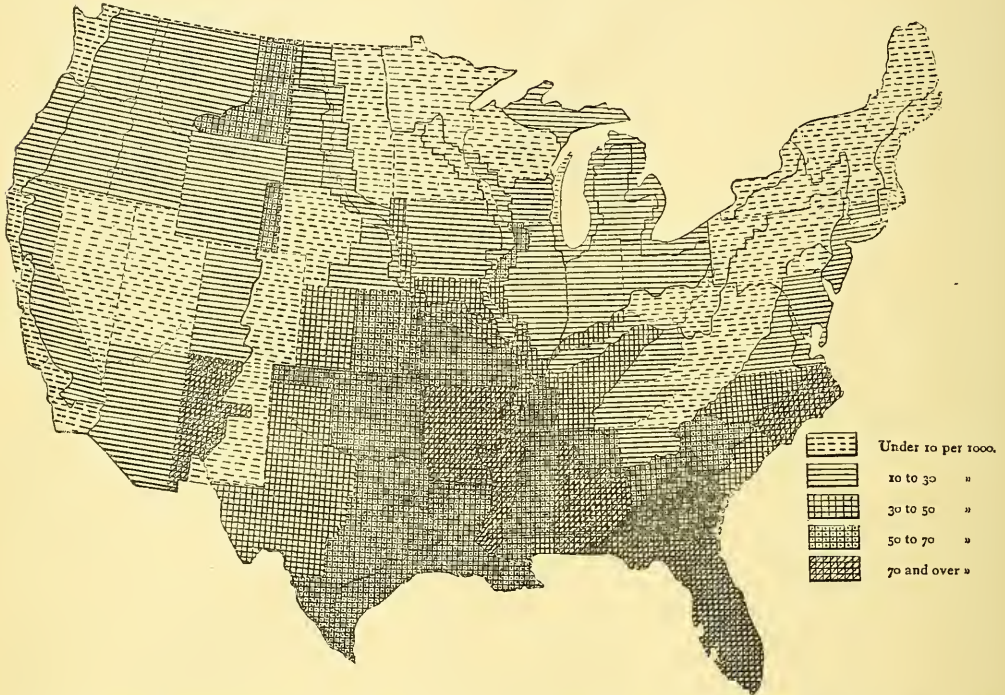 Under 10 per 1000.
10 to 30 "
30 to 50 "
50 to 70 "
70 and over "